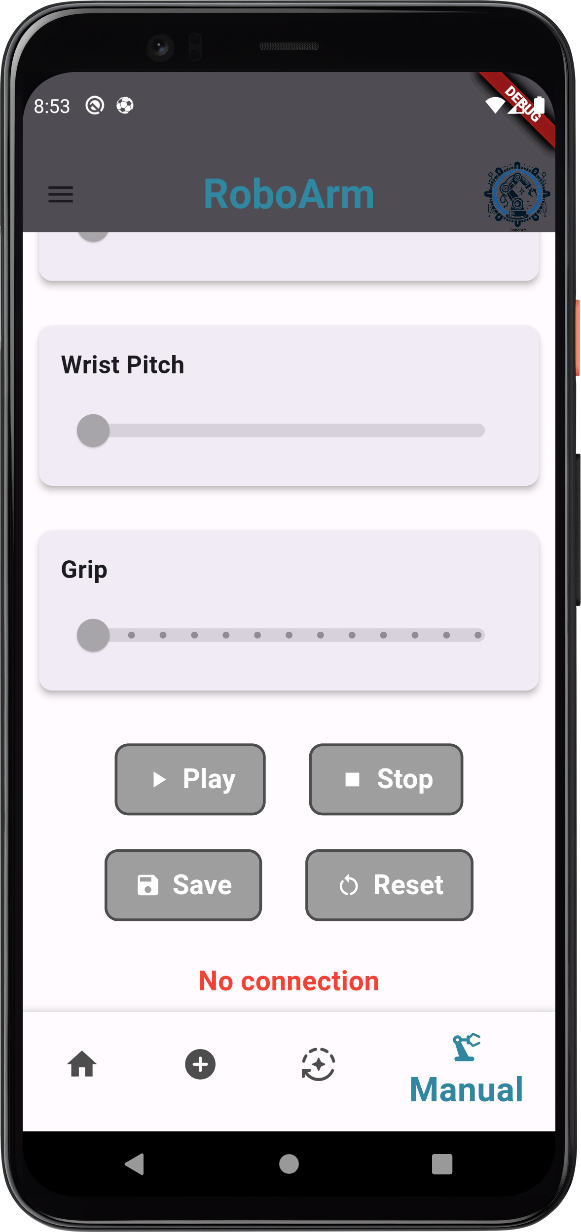 8:53
DEBUG
RoboArm
Wrist Pitch
Grip
Play
Stop
Save
Reset
No connection
Manual